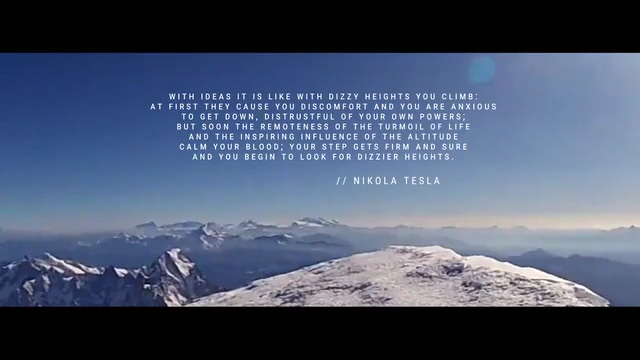 WITH IDEAS IT IS LIKE WITH DIZZY HEIGHTS YOU CLIMB:
AT FIRST THEY CAUSE YOU DISCOMFORT AND YOU ARE ANXIOUS
TO GET DOWN, DISTRUSTFUL OF YOUR OWN POWERS;
BUT SOON THE REMOTENESS OF THE TURMOIL OF LIFE
AND THE INSPIRING INFLUENCE OF THE ALTITUDE
CALM YOUR BLOOD; YOUR STEP GETS FIRM AND SURE
AND YOU BEGIN TO LOOK FOR DIZZIER HEIGHTS.
// NIKOLA TESLA